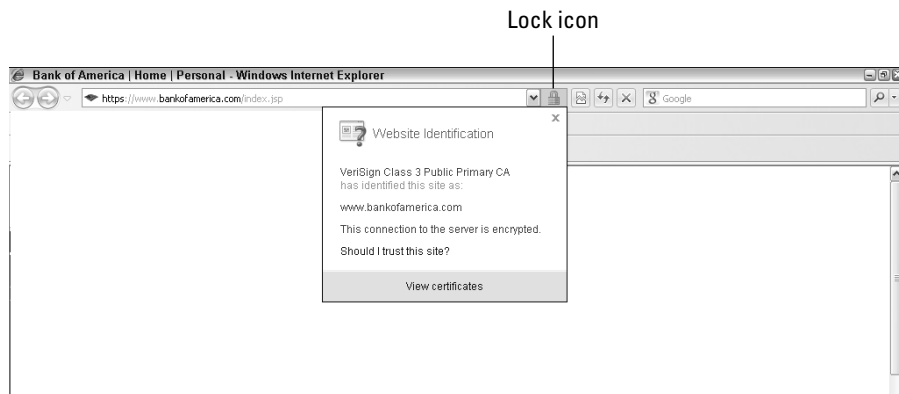 Lock icon
Bank of America | Home | Personal - Windows Internet Explorer
https://www.bankofamerica.com/index.jsp
Google
Website Identification
VeriSign Class 3 Public Primary CA
has identified this site as:
www.bankofamerica.com
This connection to the server is encrypted.
Should I trust this site?
View certificates